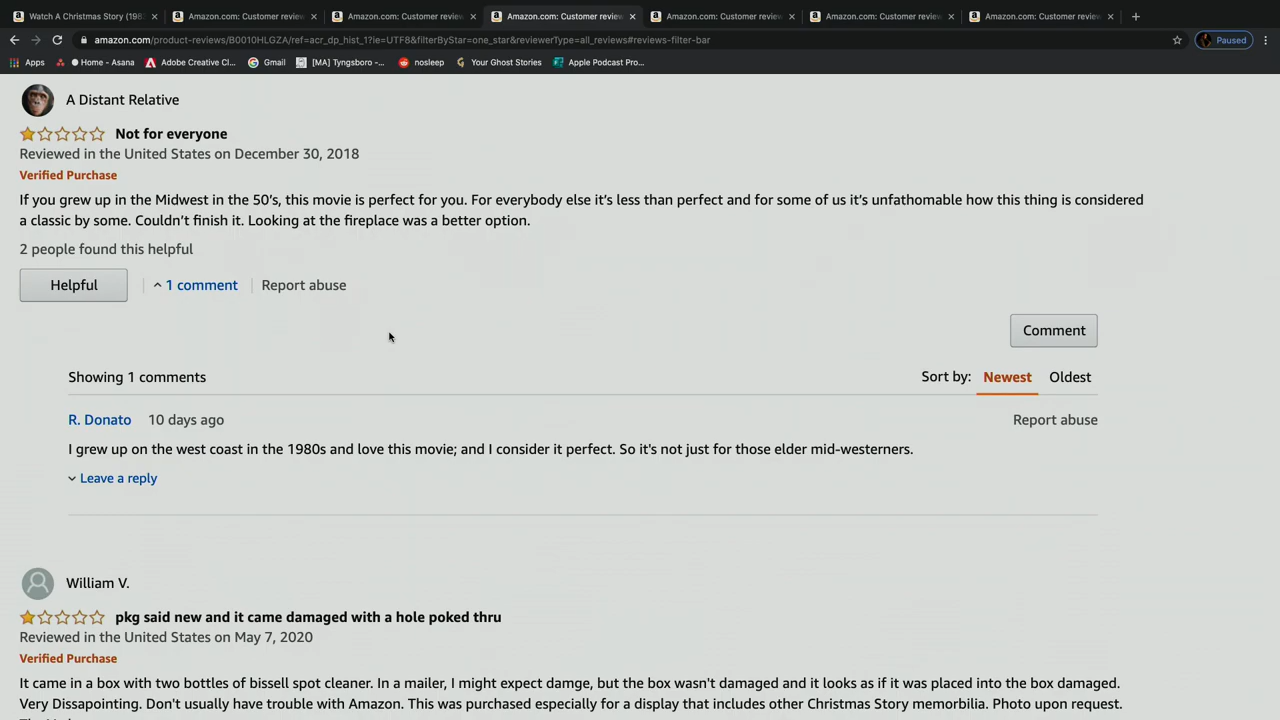 Watch A Christmas Story (198
Amazon.com: Customer review
Amazon.com: Customer review
Amazon.com: Customer review
Amazon.com: Customer review
Amazon.com: Customer review
Amazon.com: Customer review
amazon.com/product-reviews/B0010HLGZA/ref=acr_dp_hist_1?ie=UTF8&filterByStar=one_star&reviewerType=all_reviews#reviews-filter-bar
Paused
Apps
Home - Asana
Adobe Creative Cl...
Gmail
[MA] Tyngsboro -...
nosleep
Your Ghost Stories
Apple Podcast Pro...
A Distant Relative
Not for everyone
Reviewed in the United States on December 30, 2018
Verified Purchase
If you grew up in the Midwest in the 50's, this movie is perfect for you. For everybody else it's less than perfect and for some of us it's unfathomable how this thing is considered
a classic by some. Couldn't finish it. Looking at the fireplace was a better option.
2 people found this helpful
Helpful
1 comment
Report abuse
Comment
Showing 1 comments
Sort by: Newest Oldest
R. Donato 10 days ago
Report abuse
I grew up on the west coast in the 1980s and love this movie; and I consider it perfect. So it's not just for those elder mid-westerners.
Leave a reply
William V.
pkg said new and it came damaged with a hole poked thru
Reviewed in the United States on May 7, 2020
Verified Purchase
It came in a box with two bottles of bissell spot cleaner. In a mailer, I might expect damge, but the box wasn't damaged and it looks as if it was placed into the box damaged.
Very Dissapointing. Don't usually have trouble with Amazon. This was purchased especially for a display that includes other Christmas Story memorbilia. Photo upon request.